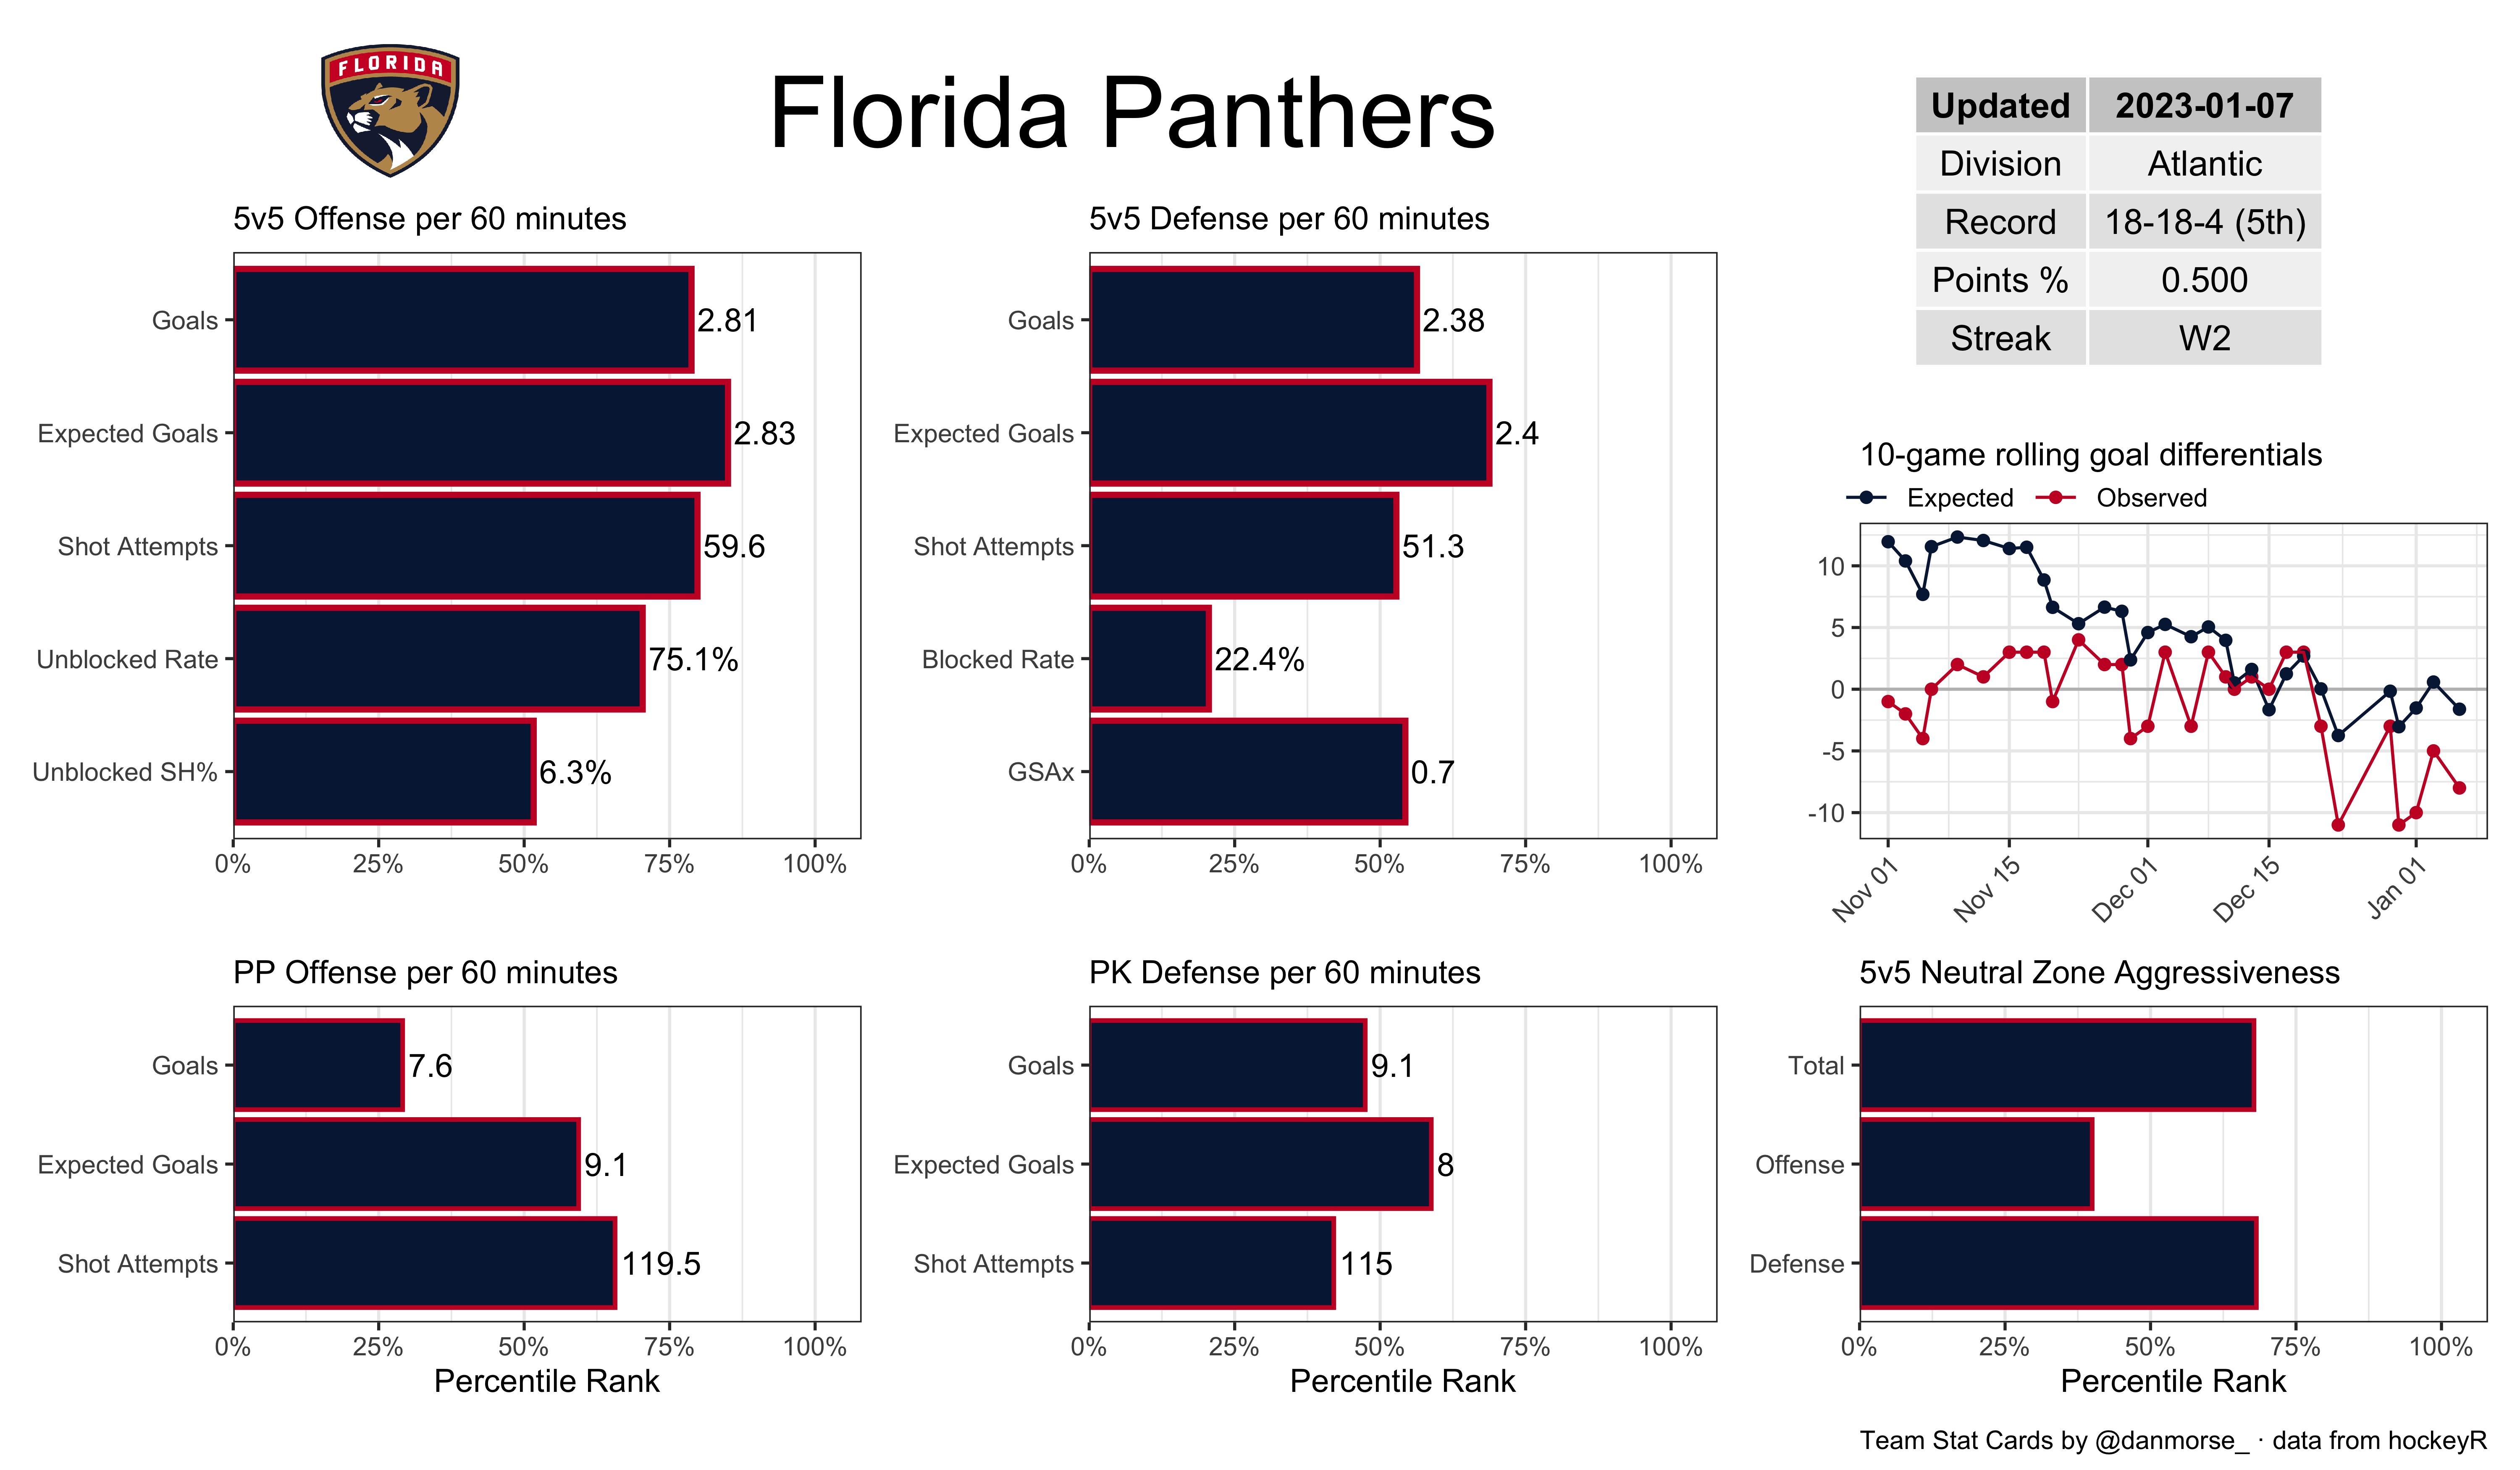 FLORIDA
Florida Panthers
Updated 2023-01-07
Division Atlantic
Record 18-18-4 (5th)
Points % 0.500
Streak W2
5v5 Offense per 60 minutes
Goals 2.81
Expected Goals 2.83
Shot Attempts 59.6
Unblocked Rate 75.1%
Unblocked SH% 6.3%
0% 25% 50% 75% 100%
5v5 Defense per 60 minutes
Goals 2.38
Expected Goals 2.4
Shot Attempts 51.3
Blocked Rate 22.4%
GSAx 0.7
0% 25% 50% 75% 100%
10-game rolling goal differentials
Expected Observed
10
5
0
-5
-10
Nov 01 Nov 15 Dec 01 Dec 15 Jan 01
PP Offense per 60 minutes
Goals 7.6
Expected Goals 9.1
Shot Attempts 119.5
0% 25% 50% 75% 100%
Percentile Rank
PK Defense per 60 minutes
Goals 9.1
Expected Goals 8
Shot Attempts 115
0% 25% 50% 75% 100%
Percentile Rank
5v5 Neutral Zone Aggressiveness
Total
Offense
Defense
0% 25% 50% 75% 100%
Percentile Rank
Team Stat Cards by @danmorse_ · data from hockeyR